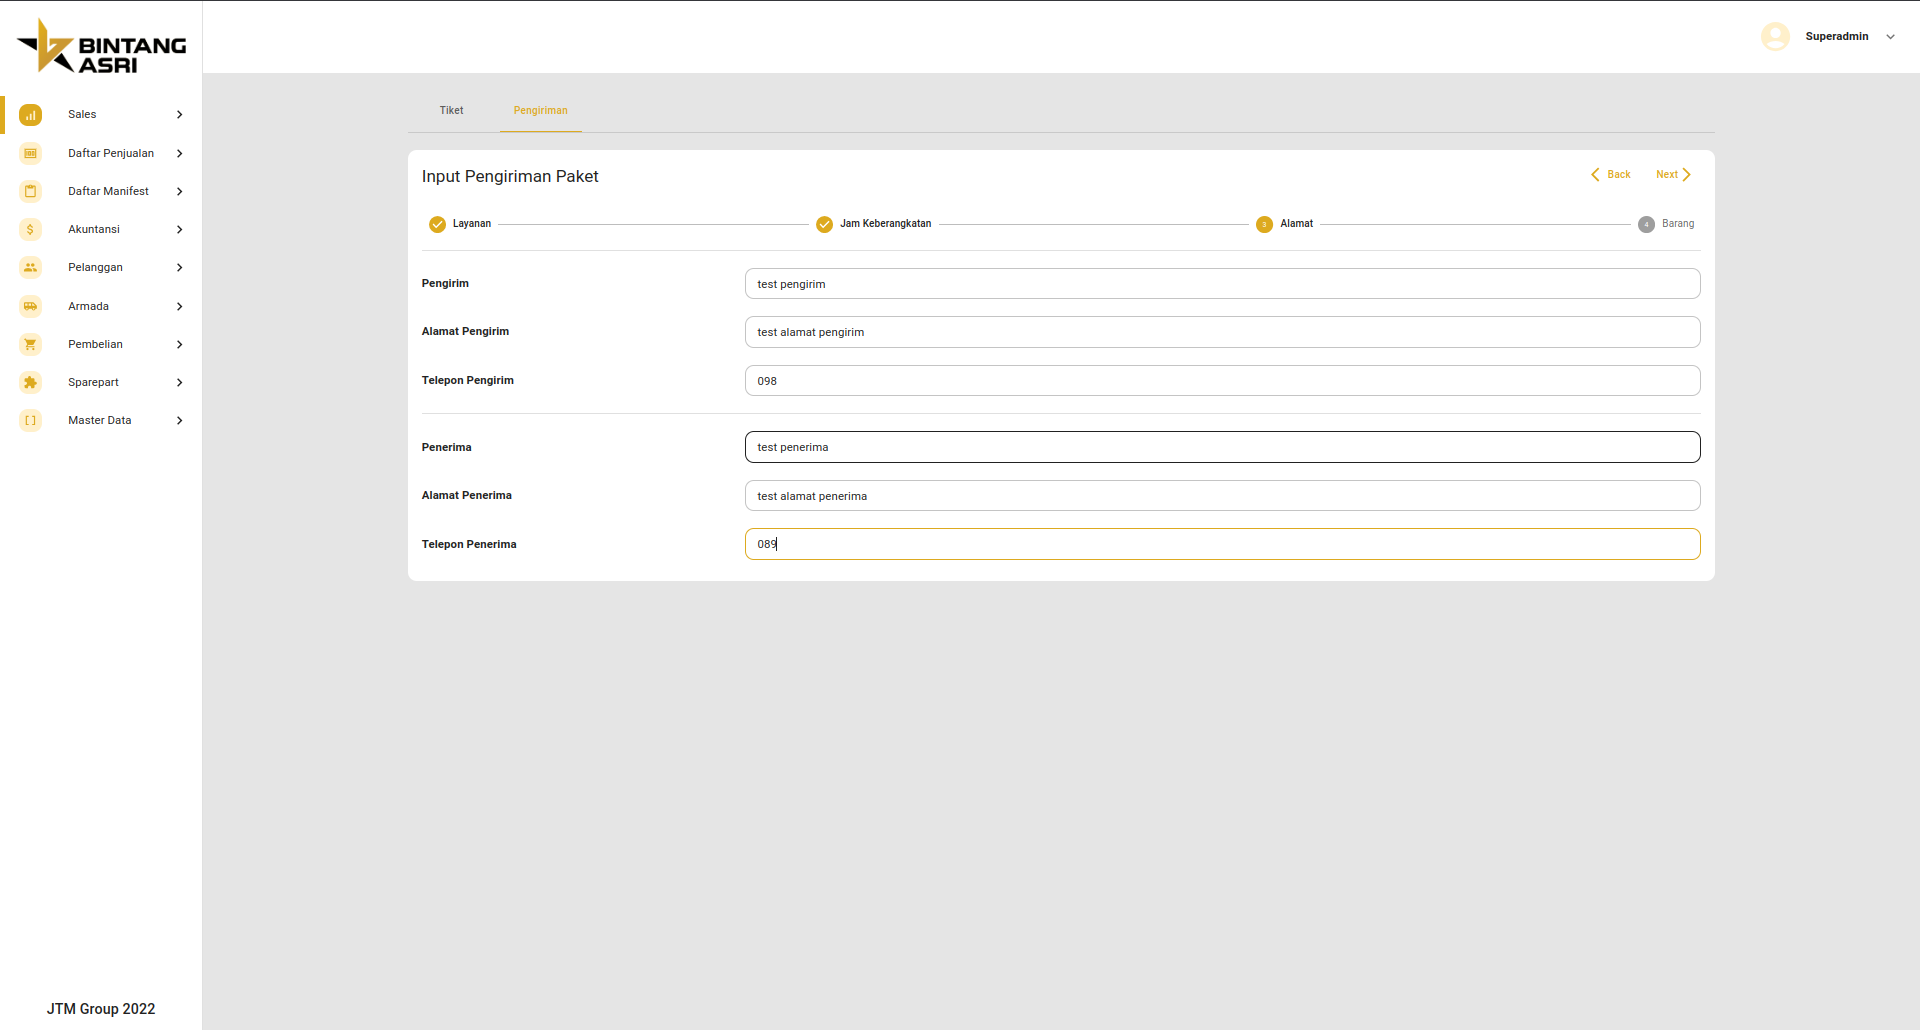 BINTANG
ASRI
Superadmin
Sales
Daftar Penjualan
Daftar Manifest
Akuntansi
Pelanggan
Armada
Pembelian
Sparepart
Master Data
JTM Group 2022
Tiket
Pengiriman
Input Pengiriman Paket
Back
Next
Layanan
Jam Keberangkatan
3 Alamat
4 Barang
Pengirim
test pengirim
Alamat Pengirim
test alamat pengirim
Telepon Pengirim
098
Penerima
test penerima
Alamat Penerima
test alamat penerima
Telepon Penerima
089